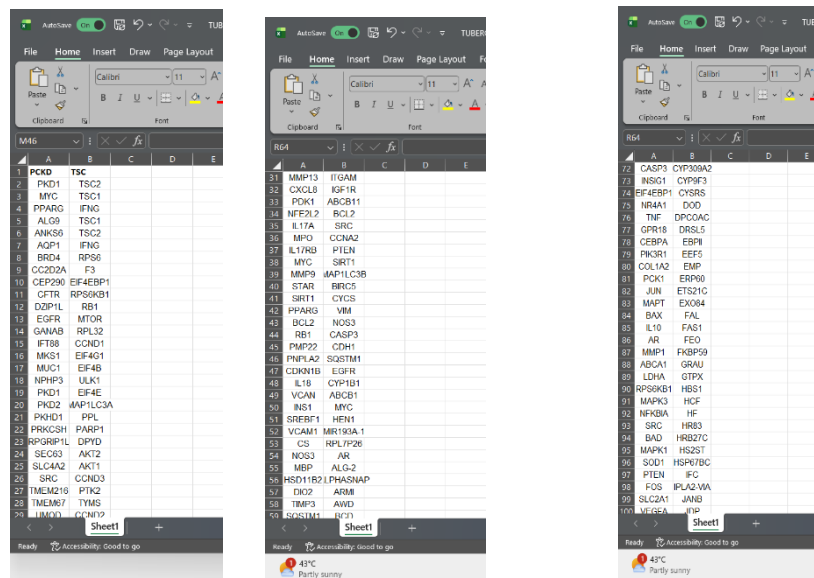 AutoSave On TUB
File Home Insert Draw Page Layout
Calibri 11 A^
Paste B I U A
Clipboard Font
M46 fx
A B C D E
1 PCKD TSC
2 PKD1 TSC2
3 MYC TSC1
4 PPARG IFNG
5 ALG9 TSC1
6 ANKS6 TSC2
7 AQP1 IFNG
8 BRD4 RPS6
9 CC2D2A F3
10 CEP290 EIF4EBP1
11 CFTR RPS6KB1
12 DZIP1L RB1
13 EGFR MTOR
14 GANAB RPL32
15 IFT88 CCND1
16 MKS1 EIF4G1
17 MUC1 EIF4B
18 NPHP3 ULK1
19 PKD1 EIF4E
20 PKD2 MAP1LC3A
21 PKHD1 PPL
22 PRKCSH PARP1
23 RPGRIP1L DPYD
24 SEC63 AKT2
25 SLC4A2 AKT1
26 SRC CCND3
27 TMEM216 PTK2
28 TMEM67 TYMS
29 UMOD CCND2
Sheet1 +
Ready Accessibility: Good to go
AutoSave On TUBER
File Home Insert Draw Page Layout Fo
Calibri 11 A^ A
Paste B I U A
Clipboard Font
R64 fx
A B C D E
31 MMP13 ITGAM
32 CXCL8 IGF1R
33 PDK1 ABCB11
34 NFE2L2 BCL2
35 IL17A SRC
36 MPO CCNA2
37 IL17RB PTEN
38 MYC SIRT1
39 MMP9 MAP1LC3B
40 STAR BIRC5
41 SIRT1 CYCS
42 PPARG VIM
43 BCL2 NOS3
44 RB1 CASP3
45 PMP22 CDH1
46 PNPLA2 SQSTM1
47 CDKN1B EGFR
48 IL18 CYP1B1
49 VCAN ABCB1
50 INS1 MYC
51 SREBF1 HEN1
52 VCAM1 MIR193A-1
53 CS RPL7P26
54 NOS3 AR
55 MBP ALG-2
56 HSD11B2 LPHASNAP
57 DIO2 ARMI
58 TIMP3 AWD
59 SQSTM1 BCD
Sheet1 +
Ready Accessibility: Good to go
43°C
Partly sunny
AutoSave On TUBE
File Home Insert Draw Page Layout
Calibri 11 A^
Paste B I U A
Clipboard Font
R64 fx
A B C D E
72 CASP3 CYP309A2
73 INSIG1 CYP9F3
74 EIF4EBP1 CYSRS
75 NR4A1 DOD
76 TNF DPCOAC
77 GPR18 DRSL5
78 CEBPA EBPII
79 PIK3R1 EEF5
80 COL1A2 EMP
81 PCK1 ERP60
82 JUN ETS21C
83 MAPT EXO84
84 BAX FAL
85 IL10 FAS1
86 AR FEO
87 MMP1 FKBP59
88 ABCA1 GRAU
89 LDHA GTPX
90 RPS6KB1 HBS1
91 MAPK3 HCF
92 NFKBIA HF
93 SRC HR83
94 BAD HRB27C
95 MAPK1 HS2ST
96 SOD1 HSP67BC
97 PTEN IFC
98 FOS IPLA2-VIA
99 SLC2A1 JANB
100 VEGFA JDP
Sheet1 +
Ready Accessibility: Good to go
43°C
Partly sunny